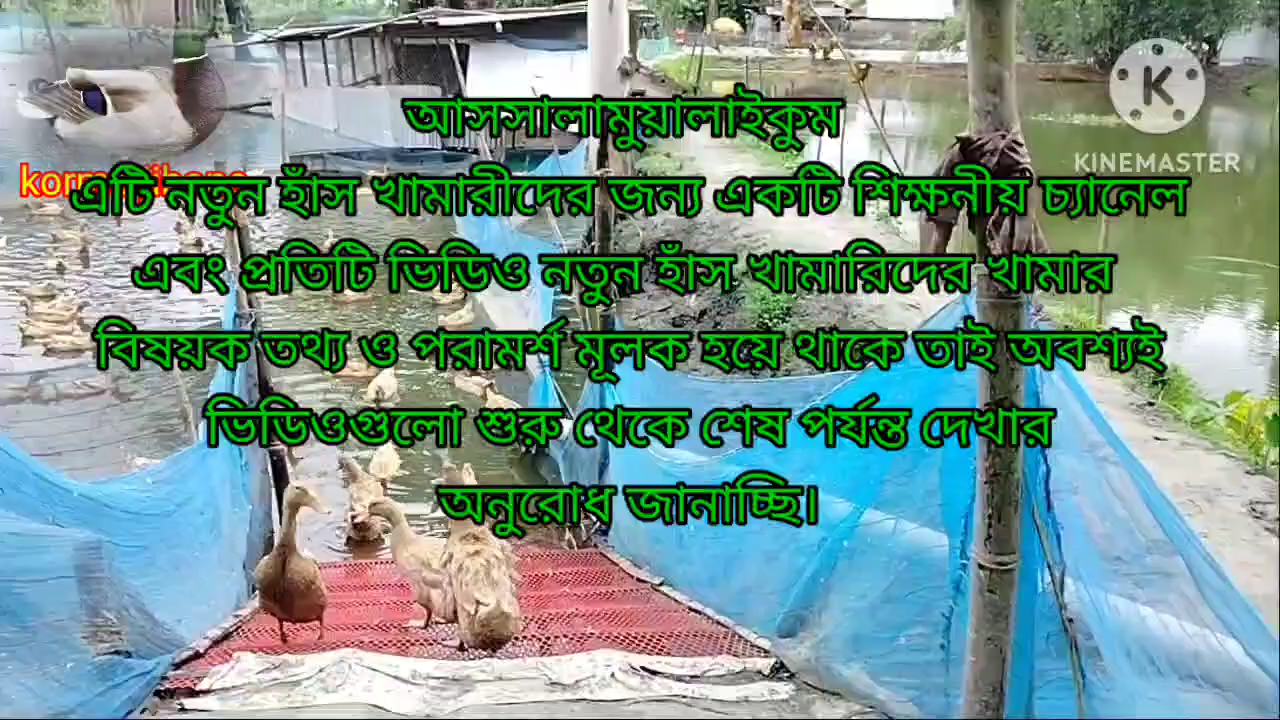 আসসালামুয়ালাইকুম
KINEMASTER
এটি নতুন হাঁস খামারীদের জন্য একটি শিক্ষনীয় চ্যানেল
এবং প্রতিটি ভিডিও নতুন হাঁস খামারিদের খামার
বিষয়ক তথ্য ও পরামর্শ মূলক হয়ে থাকে তাই অবশ্যই
ভিডিওগুলো শুরু থেকে শেষ পর্যন্ত দেখার
অনুরোধ জানাচ্ছি।